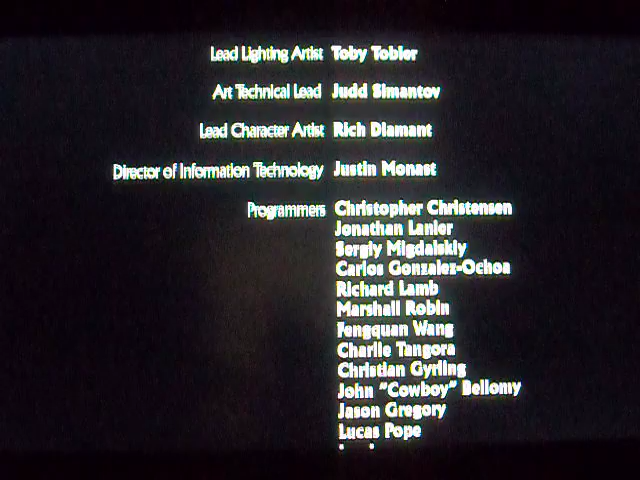 Lead Lighting Artist Toby Tobler
Art Technical Lead Judd Simantov
Lead Character Artist Rich Diamant
Director of Information Technology Justin Monast
Programmers Christopher Christensen
Jonathan Lanier
Sergiy Migdalskiy
Carlos Gonzalez-Ochoa
Richard Lamb
Marshall Robin
Fengquan Wang
Charlie Tangora
Christian Gyrling
John "Cowboy" Bellomy
Jason Gregory
Lucas Pope